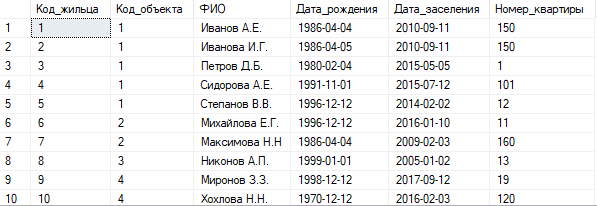 Код_жильца Код_объекта ФИО Дата_рождения Дата_заселения Номер_квартиры
1 1 1 Иванов А.Е. 1986-04-04 2010-09-11 150
2 2 1 Иванова И.Г. 1986-04-05 2010-09-11 150
3 3 1 Петров Д.Б. 1980-02-04 2015-05-05 1
4 4 1 Сидорова А.Е. 1991-11-01 2015-07-12 101
5 5 1 Степанов В.В. 1996-12-12 2014-02-02 12
6 6 2 Михайлова Е.Г. 1996-12-12 2016-01-10 11
7 7 2 Максимова Н.Н 1986-04-04 2009-02-03 160
8 8 3 Никонов А.П. 1999-01-01 2005-01-02 13
9 9 4 Миронов З.З. 1998-12-12 2017-09-12 19
10 10 4 Хохлова Н.Н. 1970-12-12 2016-02-03 120